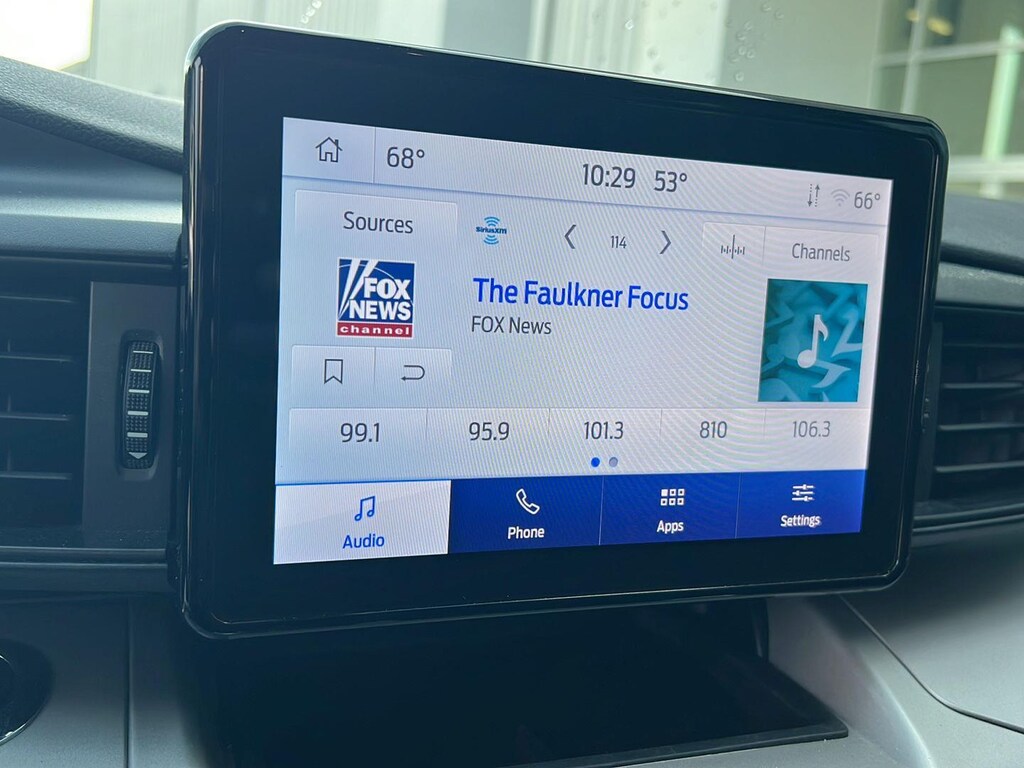 68°
10:29 53°
66°
Sources
SiriusXM
114
Channels
FOX
NEWS
channel
The Faulkner Focus
FOX News
99.1
95.9
101.3
810
106.3
Audio
Phone
Apps
Settings